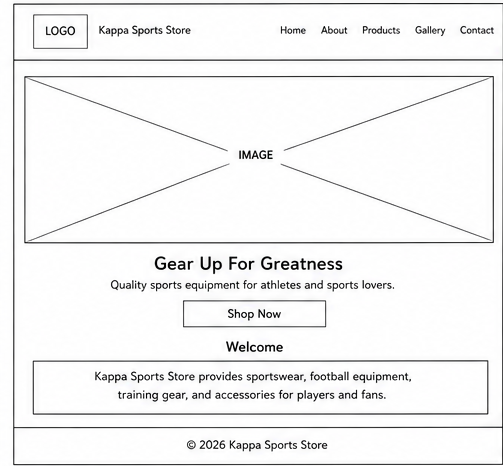 LOGO
Kappa Sports Store
Home About Products Gallery Contact
IMAGE
Gear Up For Greatness
Quality sports equipment for athletes and sports lovers.
Shop Now
Welcome
Kappa Sports Store provides sportswear, football equipment,
training gear, and accessories for players and fans.
© 2026 Kappa Sports Store